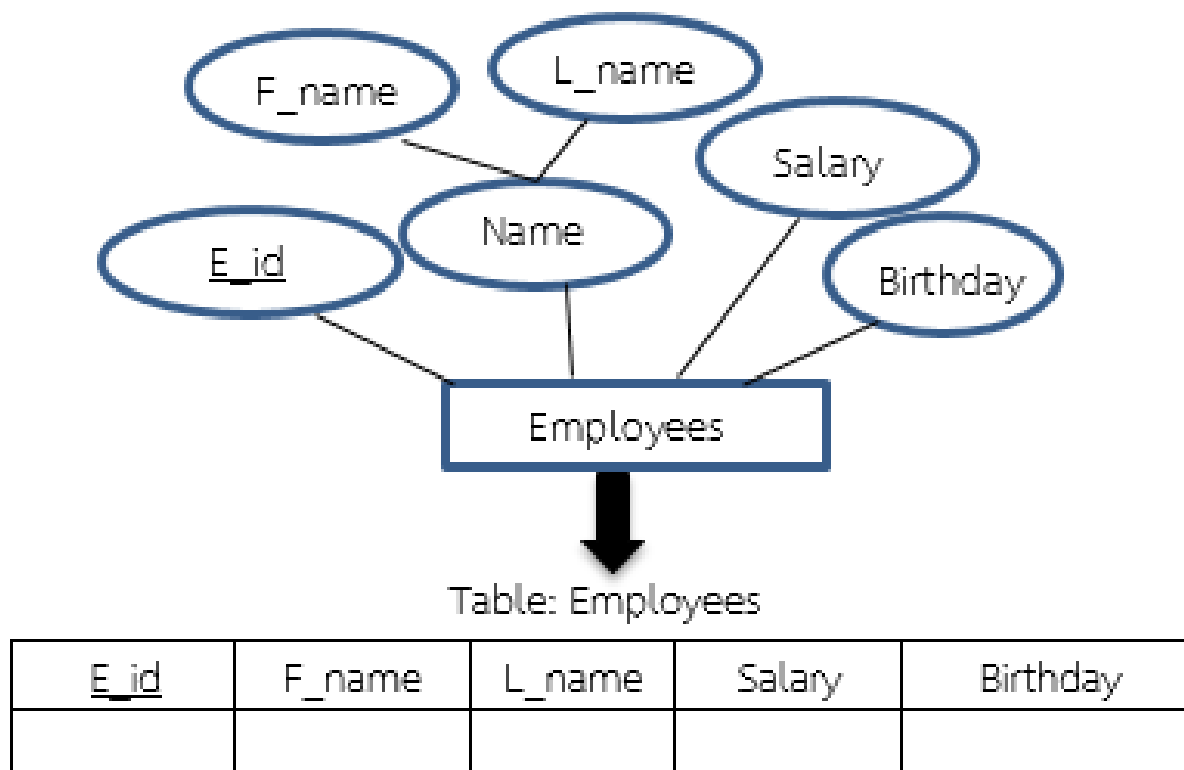 F_name
L_name
Salary
Name
E_id
Birthday
Employees
Table: Employees
E_id F_name L_name Salary Birthday